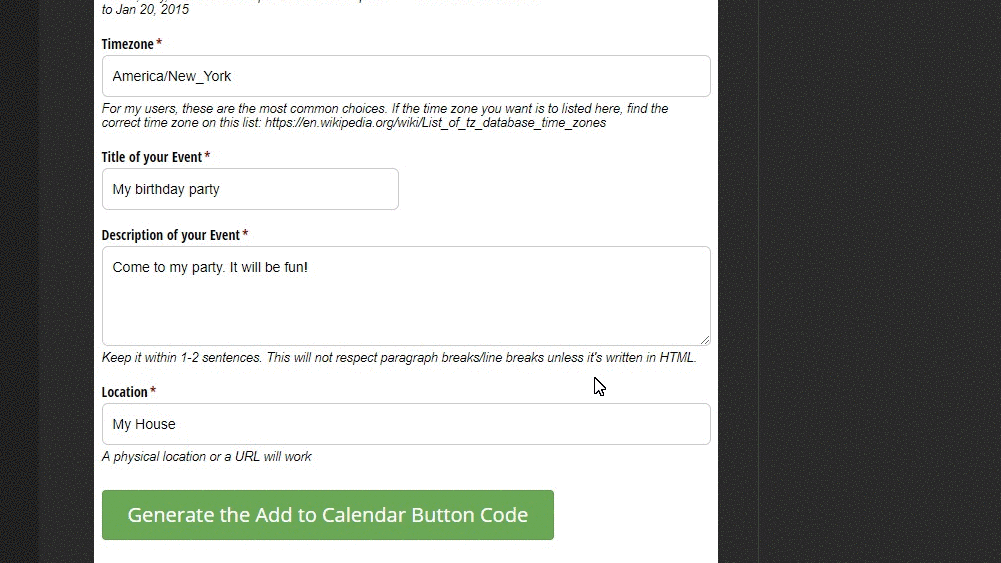 to Jan 20, 2015
Timezone *
America/New_York
For my users, these are the most common choices. If the time zone you want is to listed here, find the
correct time zone on this list: https://en.wikipedia.org/wiki/List_of_tz_database_time_zones
Title of your Event *
My birthday party
Description of your Event *
Come to my party. It will be fun!
Keep it within 1-2 sentences. This will not respect paragraph breaks/line breaks unless it's written in HTML.
Location *
My House
A physical location or a URL will work
Generate the Add to Calendar Button Code